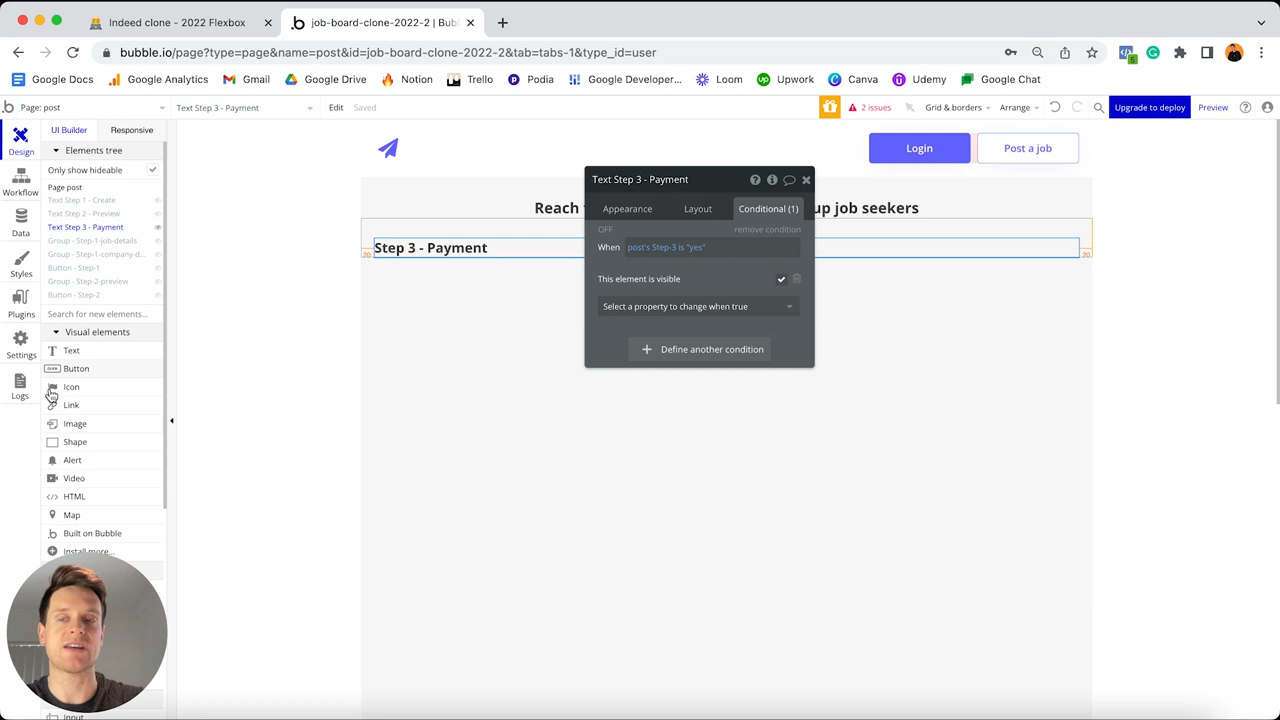 Indeed clone - 2022 Flexbox
job-board-clone-2022-2 | Bubl
bubble.io/page?type=page&name=post&id=job-board-clone-2022-2&tab=tabs-1&type_id=user
5
Google Docs
Google Analytics
Gmail
Google Drive
Notion
Trello
Podia
Google Developer...
Loom
Upwork
Canva
Udemy
Google Chat
Page: post
Text Step 3 - Payment
Edit
Saved
2 issues
Grid & borders
Arrange
Upgrade to deploy
Preview
Design
Workflow
Data
Styles
Plugins
Settings
Logs
UI Builder
Responsive
Elements tree
Only show hideable
Page post
Text Step 1 - Create
Text Step 2 - Preview
Text Step 3 - Payment
Group - Step-1-job-details
Group - Step-1-company-d...
Button - Step-1
Group - Step-2-preview
Button - Step-2
Search for new elements...
Visual elements
Text
CLICK
Button
Icon
Link
Image
Shape
Alert
Video
HTML
Map
Built on Bubble
Install more...
Input
Login
Post a job
Reach
up job seekers
20
Step 3 - Payment
20
Text Step 3 - Payment
Appearance
Layout
Conditional (1)
OFF
remove condition
When
post's Step-3 is "yes"
This element is visible
Select a property to change when true
Define another condition